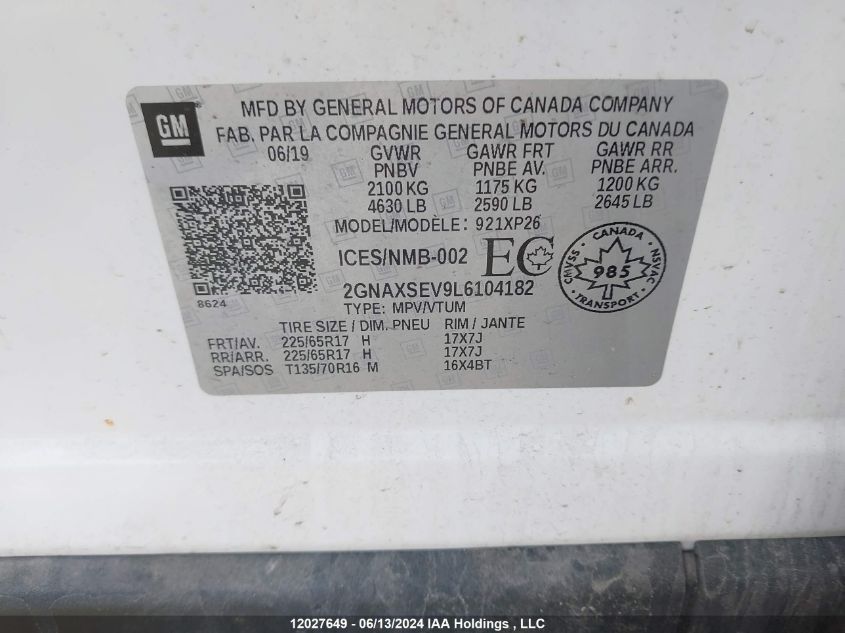 GM
MFD BY GENERAL MOTORS OF CANADA COMPANY
FAB. PAR LA COMPAGNIE GENERAL MOTORS DU CANADA
06/19 GVWR GAWR FRT GAWR RR
PNBV PNBE AV. PNBE ARR.
2100 KG 1175 KG 1200 KG
4630 LB 2590 LB 2645 LB
MODEL/MODÈLE: 921XP26
ICES/NMB-002 EC
CANADA
CMVSS 985 NSVAC
TRANSPORT
8624
2GNAXSEV9L6104182
TYPE: MPV/VTUM
TIRE SIZE / DIM. PNEU RIM / JANTE
FRT/AV. 225/65R17 H 17X7J
RR/ARR. 225/65R17 H 17X7J
SPA/SOS T135/70R16 M 16X4BT
12027649 - 06/13/2024 IAA Holdings , LLC